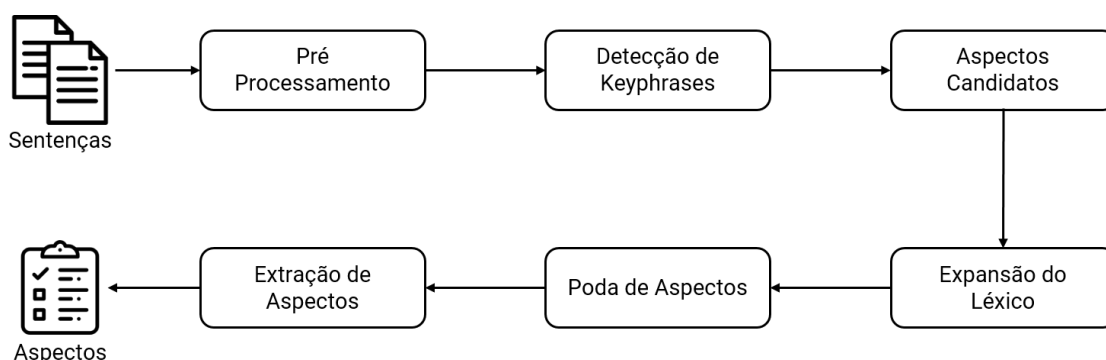 Pré
Processamento
Detecção de
Keyphrases
Aspectos
Candidatos
Sentenças
Extração de
Aspectos
Poda de Aspectos
Expansão do
Léxico
Aspectos